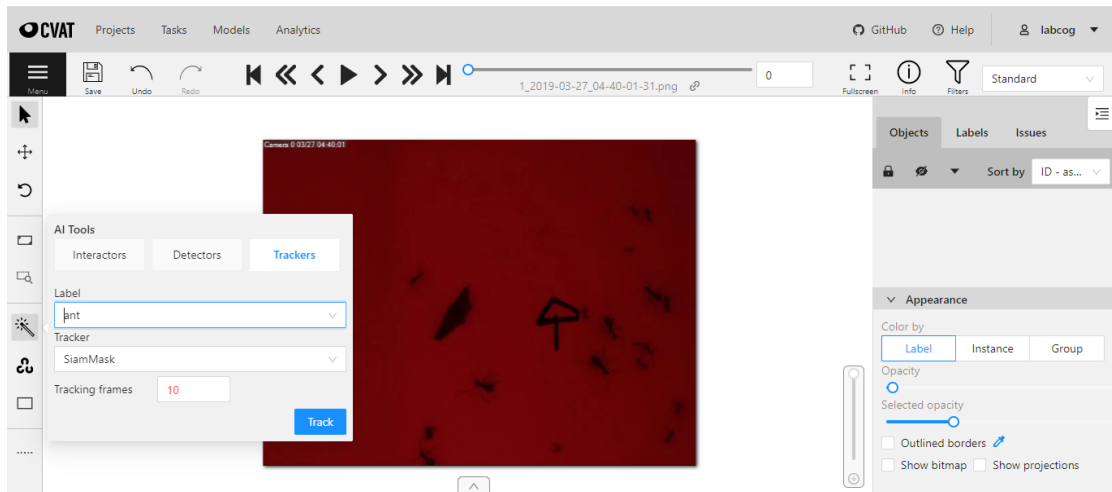 CVAT Projects Tasks Models Analytics GitHub Help labcog
Menu Save Undo Redo 1_2019-03-27_04-40-01-31.png 0 Fullscreen Info Filters Standard
Objects Labels Issues
Sort by ID - as...
Camera 0 03/27 04:40:01
AI Tools
Interactors Detectors Trackers
Label
ant
Tracker
SiamMask
Tracking frames 10
Track
Appearance
Color by
Label Instance Group
Opacity
Selected opacity
Outlined borders
Show bitmap Show projections